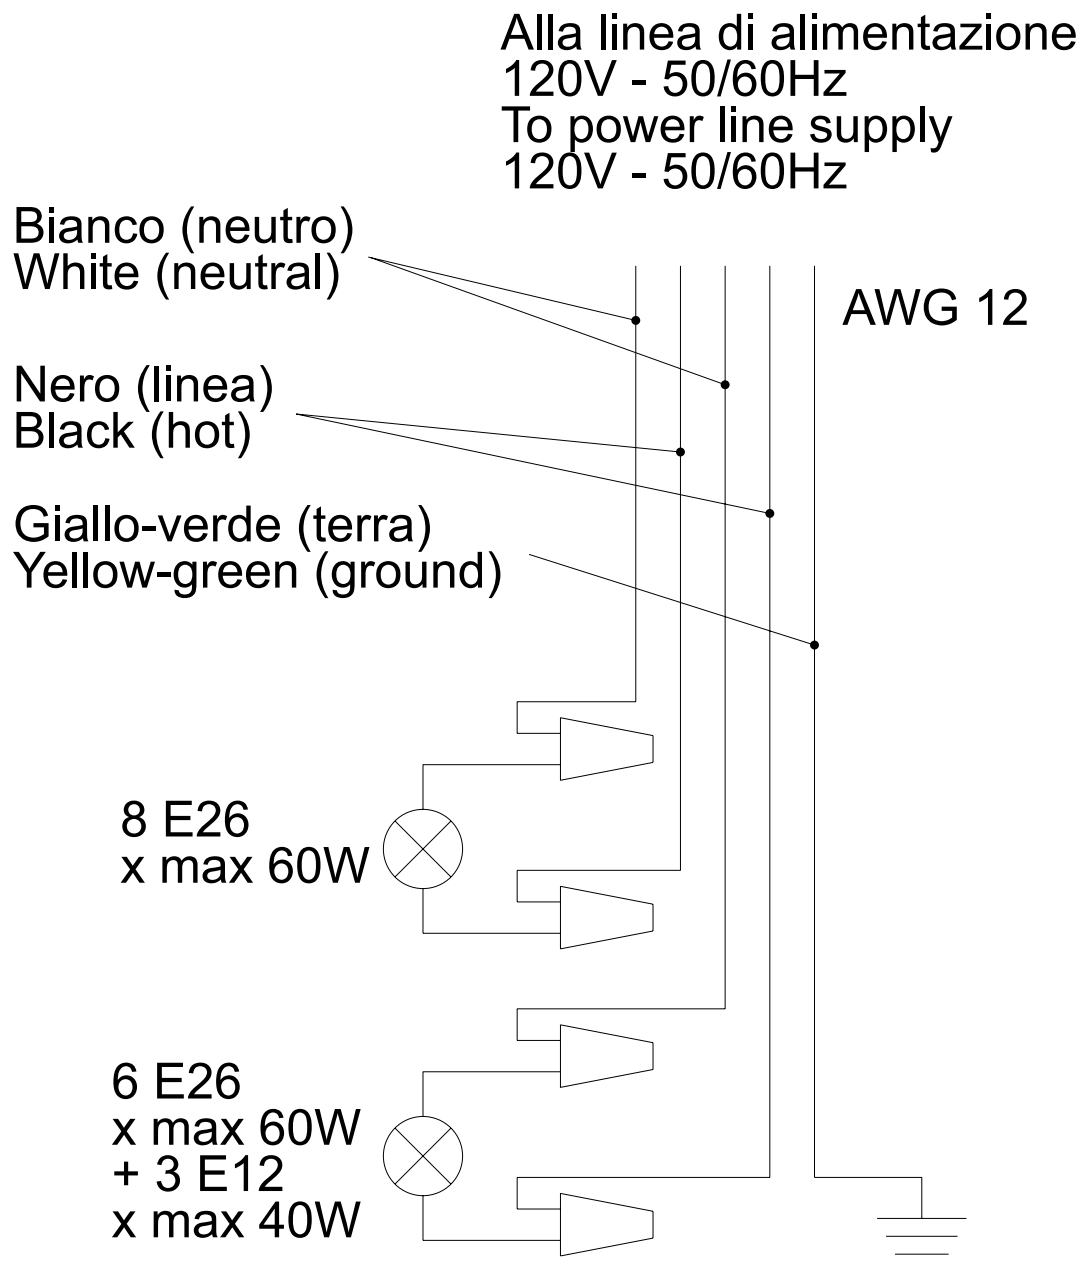 Alla linea di alimentazione
120V - 50/60Hz
To power line supply
120V - 50/60Hz
Bianco (neutro)
White (neutral)
AWG 12
Nero (linea)
Black (hot)
Giallo-verde (terra)
Yellow-green (ground)
8 E26
x max 60W
6 E26
x max 60W
+ 3 E12
x max 40W